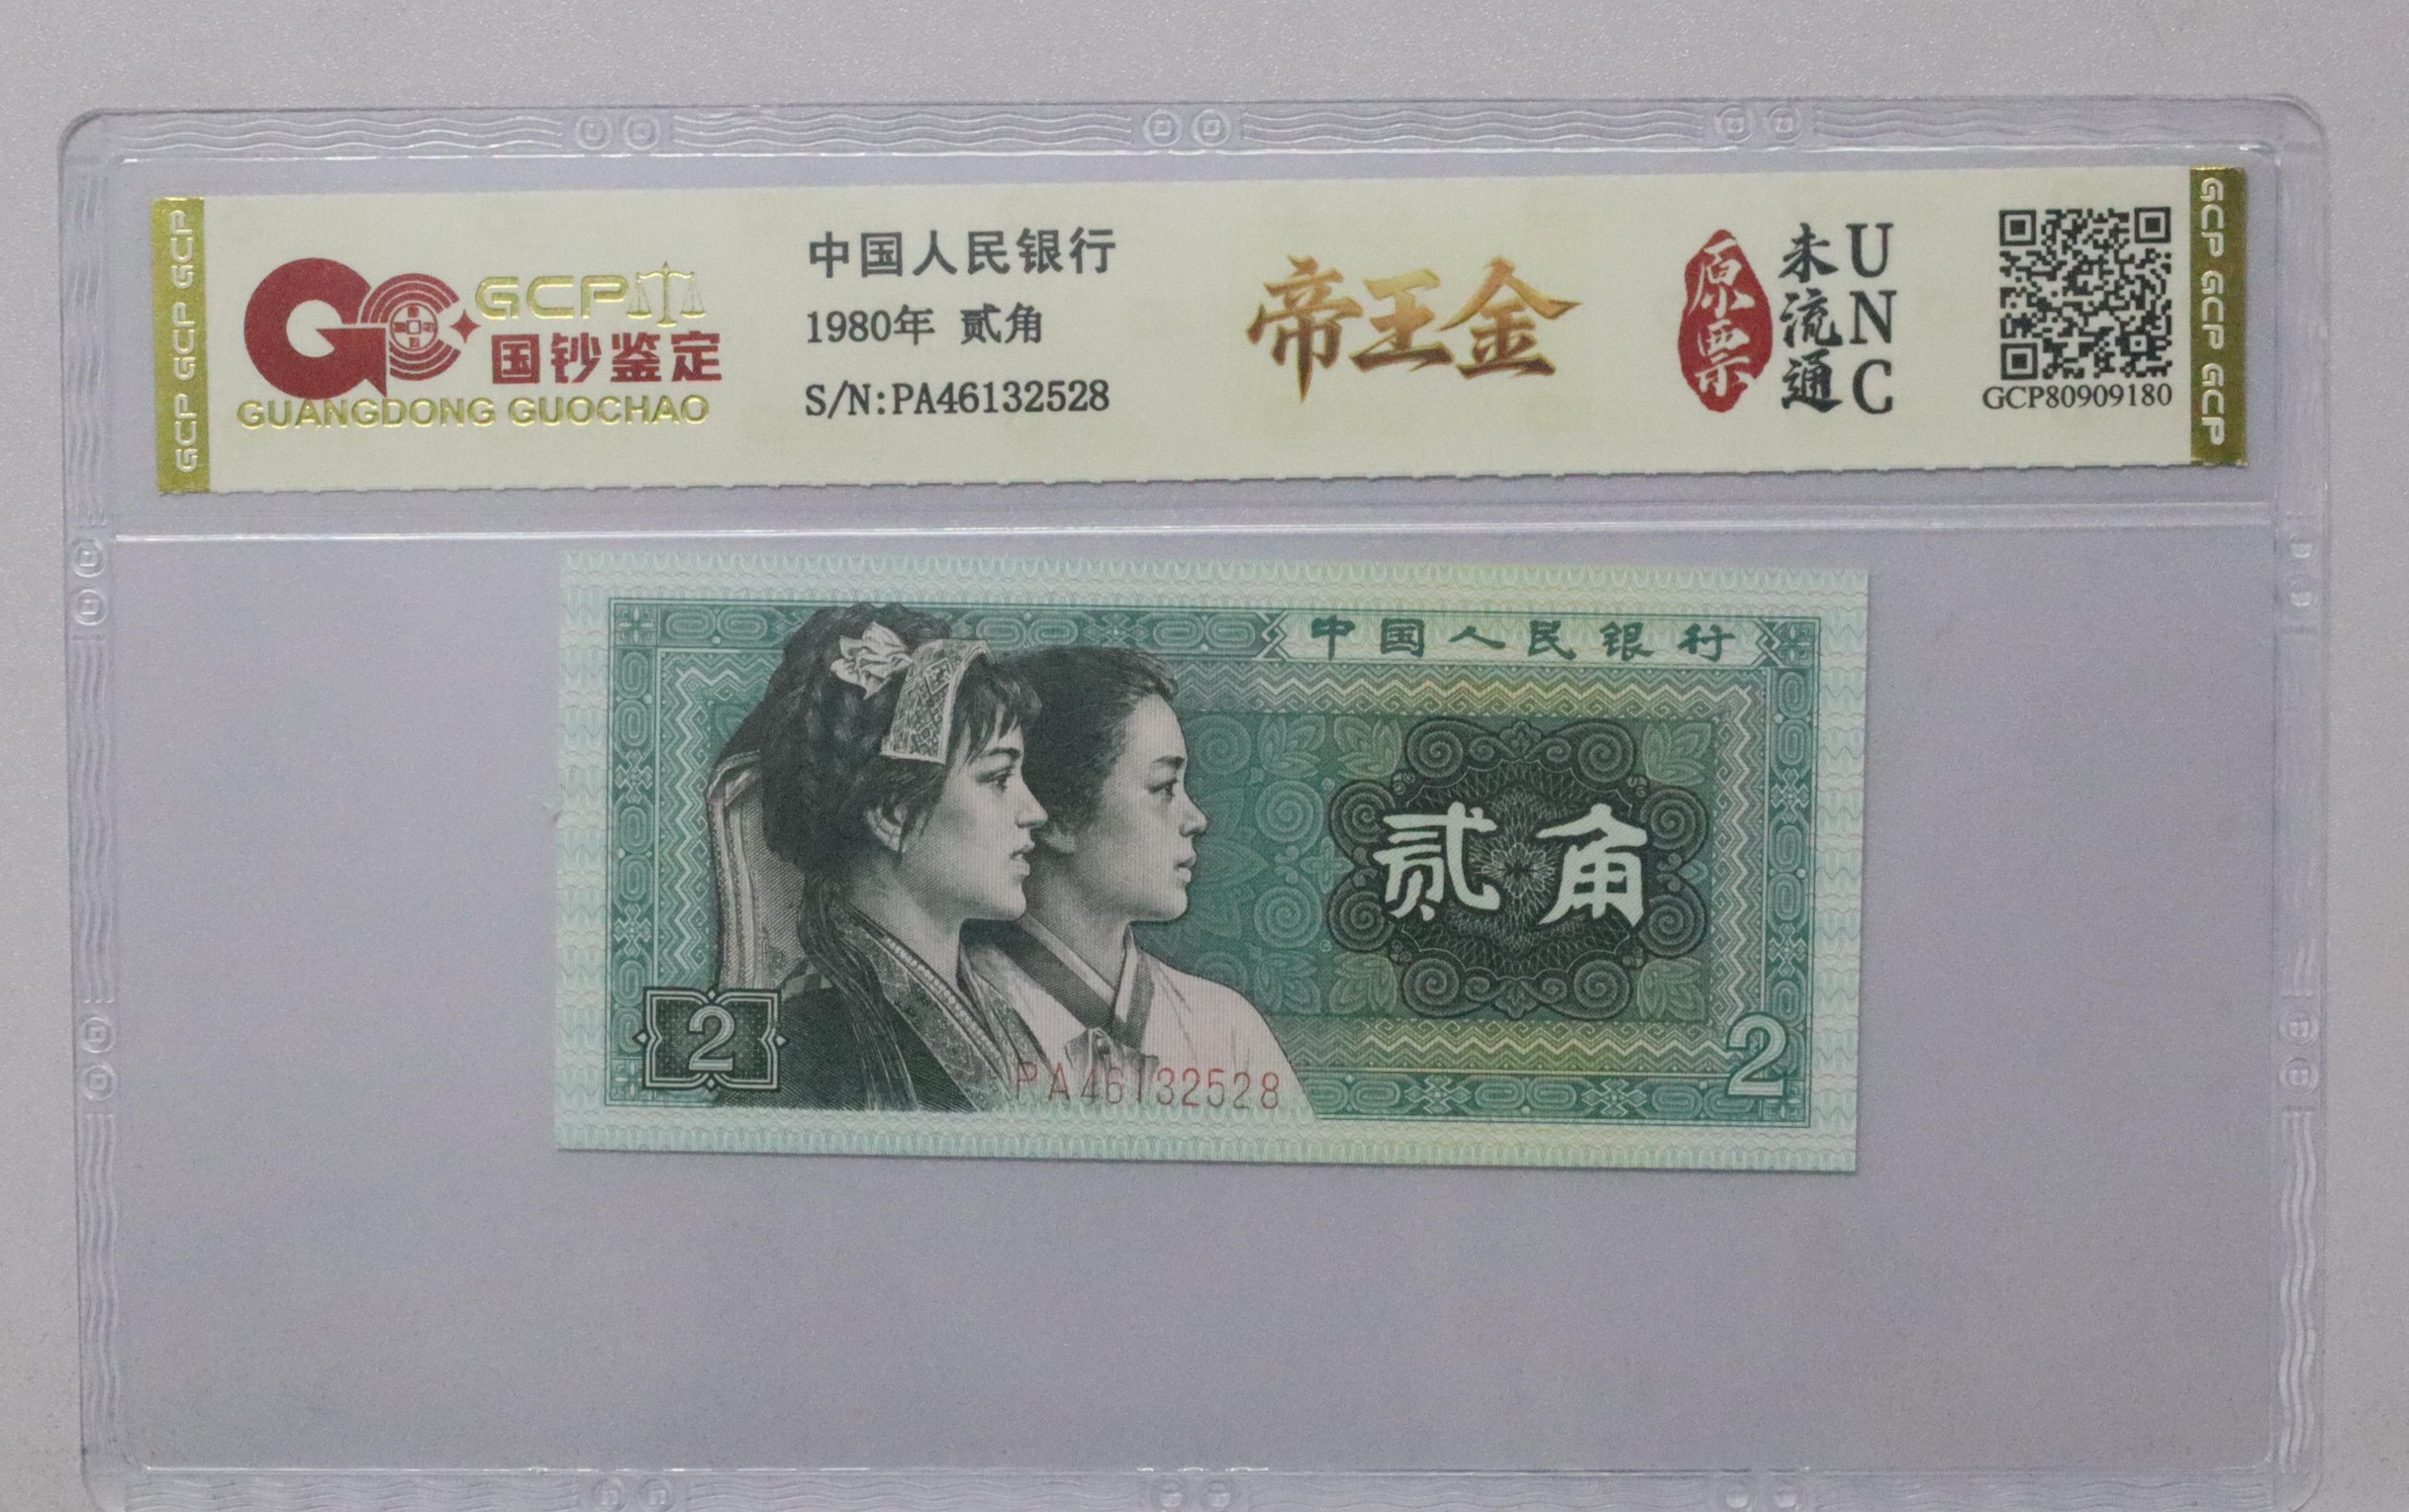 GCP
国钞鉴定
GUANGDONG GUOCHAO
中国人民银行
1980年 贰角
S/N:PA46132528
帝王金
原票
未流通
UNC
GCP80909180
GCP GCP GCP
GCP GCP GCP
中国人民银行
贰角
2
2
PA46132528